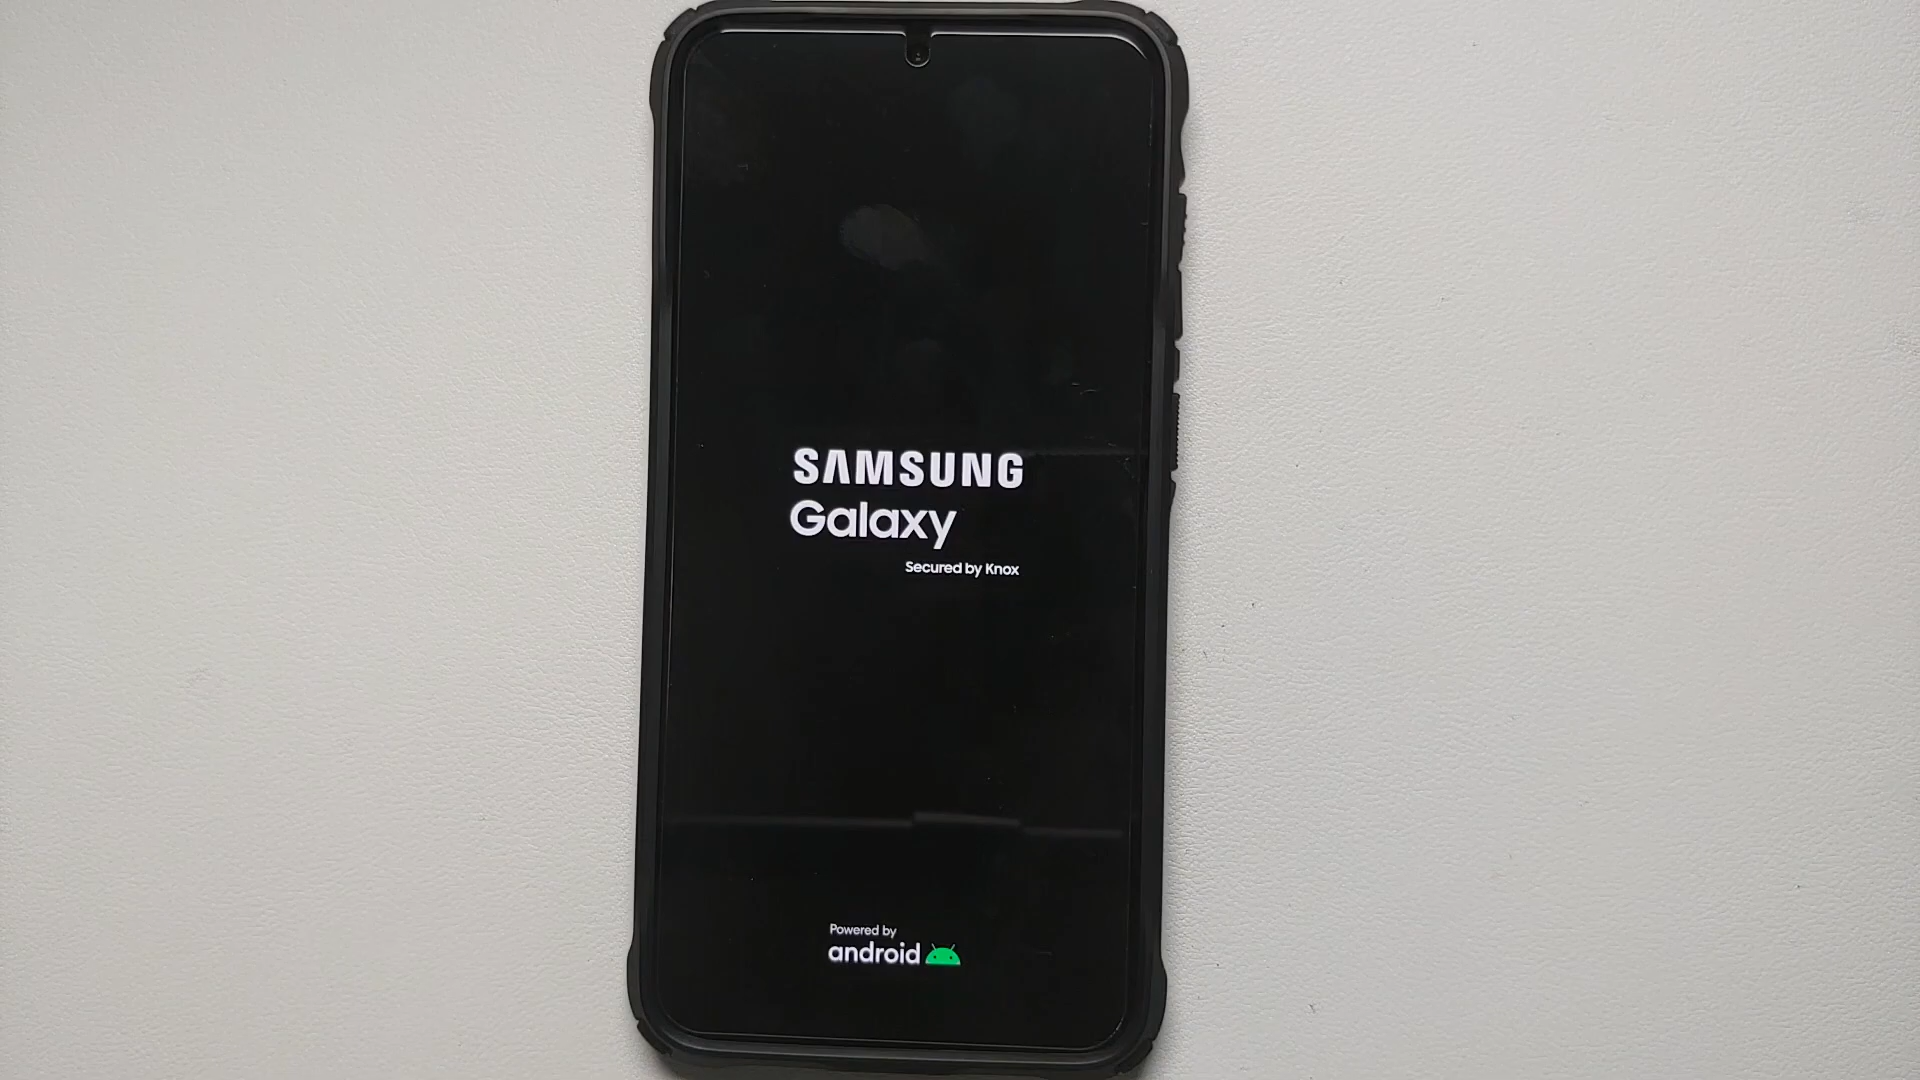 SAMSUNG
Galaxy
Secured by Knox
Powered by
android